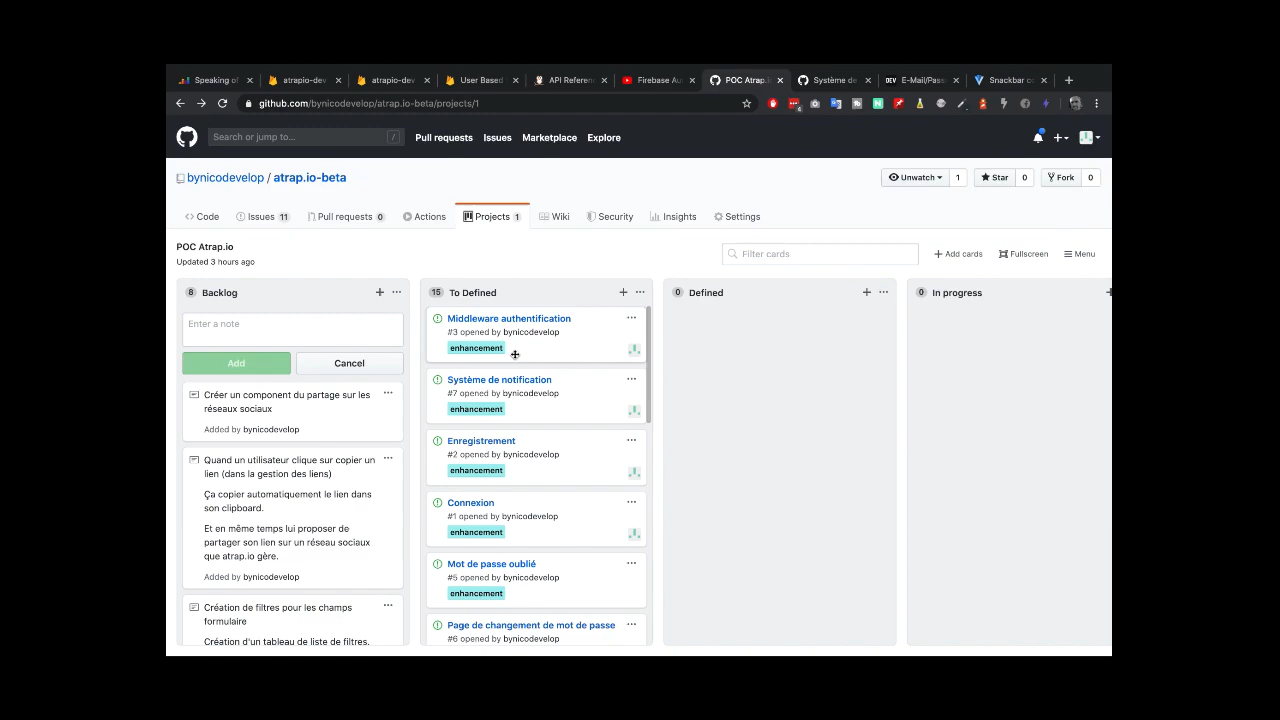 Speaking of
atrapio-dev
atrapio-dev
User Based
API Referen
Firebase Au
POC Atrap.
Système de
DEV E-Mail/Pass
Snackbar c
github.com/bynicodevelop/atrap.io-beta/projects/1
Search or jump to...
/
Pull requests
Issues
Marketplace
Explore
bynicodevelop / atrap.io-beta
Unwatch 1
Star 0
Fork 0
Code
Issues 11
Pull requests 0
Actions
Projects 1
Wiki
Security
Insights
Settings
POC Atrap.io
Updated 3 hours ago
Filter cards
Add cards
Fullscreen
Menu
8 Backlog
Enter a note
Add
Cancel
Créer un component du partage sur les
réseaux sociaux
Added by bynicodevelop
Quand un utilisateur clique sur copier un
lien (dans la gestion des liens)
Ça copier automatiquement le lien dans
son clipboard.
Et en même temps lui proposer de
partager son lien sur un réseau sociaux
que atrap.io gère.
Added by bynicodevelop
Création de filtres pour les champs
formulaire
Création d'un tableau de liste de filtres.
15 To Defined
Middleware authentification
#3 opened by bynicodevelop
enhancement
Système de notification
#7 opened by bynicodevelop
enhancement
Enregistrement
#2 opened by bynicodevelop
enhancement
Connexion
#1 opened by bynicodevelop
enhancement
Mot de passe oublié
#5 opened by bynicodevelop
enhancement
Page de changement de mot de passe
#6 opened by bynicodevelop
0 Defined
0 In progress